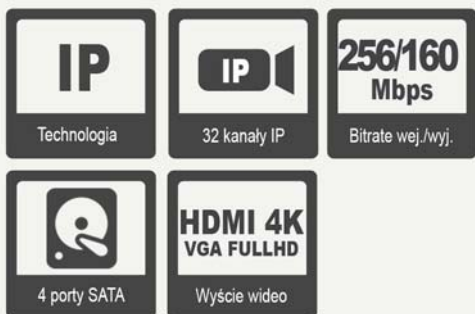 IP
Technologia
IP
32 kanały IP
256/160
Mbps
Bitrate wej./wyj.
4 porty SATA
HDMI 4K
VGA FULLHD
Wyście wideo